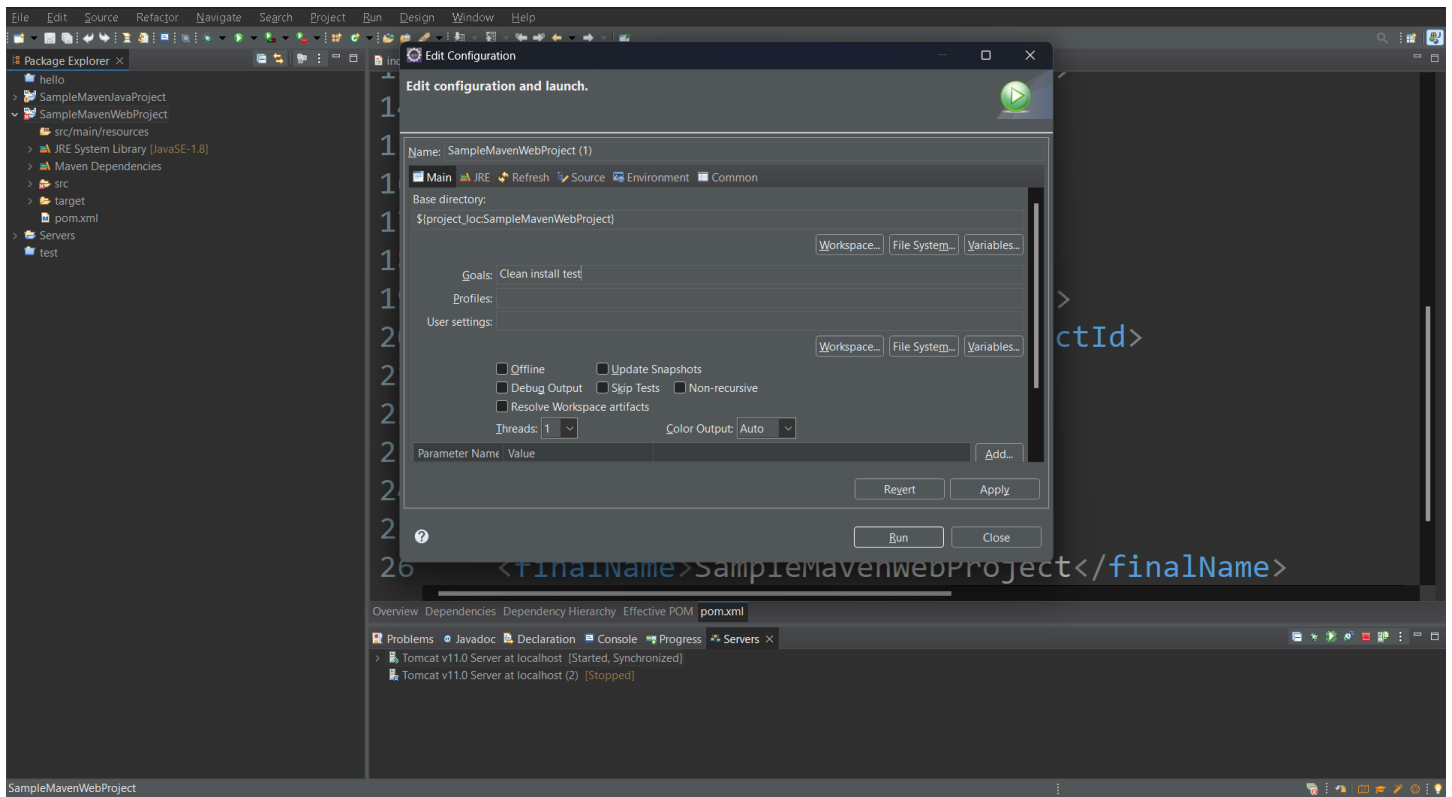 File Edit Source Refactor Navigate Search Project Run Design Window Help
Package Explorer
hello
SampleMavenJavaProject
SampleMavenWebProject
src/main/resources
JRE System Library [JavaSE-1.8]
Maven Dependencies
src
target
pom.xml
Servers
test
Edit Configuration
Edit configuration and launch.
Name: SampleMavenWebProject (1)
Main JRE Refresh Source Environment Common
Base directory:
${project_loc:SampleMavenWebProject}
Workspace... File System... Variables...
Goals: Clean install test
Profiles:
User settings:
Workspace... File System... Variables...
Offline Update Snapshots
Debug Output Skip Tests Non-recursive
Resolve Workspace artifacts
Threads: 1 Color Output: Auto
Parameter Name Value Add...
Revert Apply
Run Close
ctId>
26 <finalName>SampleMavenWebProject</finalName>
Overview Dependencies Dependency Hierarchy Effective POM pom.xml
Problems Javadoc Declaration Console Progress Servers
Tomcat v11.0 Server at localhost [Started, Synchronized]
Tomcat v11.0 Server at localhost (2) [Stopped]
SampleMavenWebProject